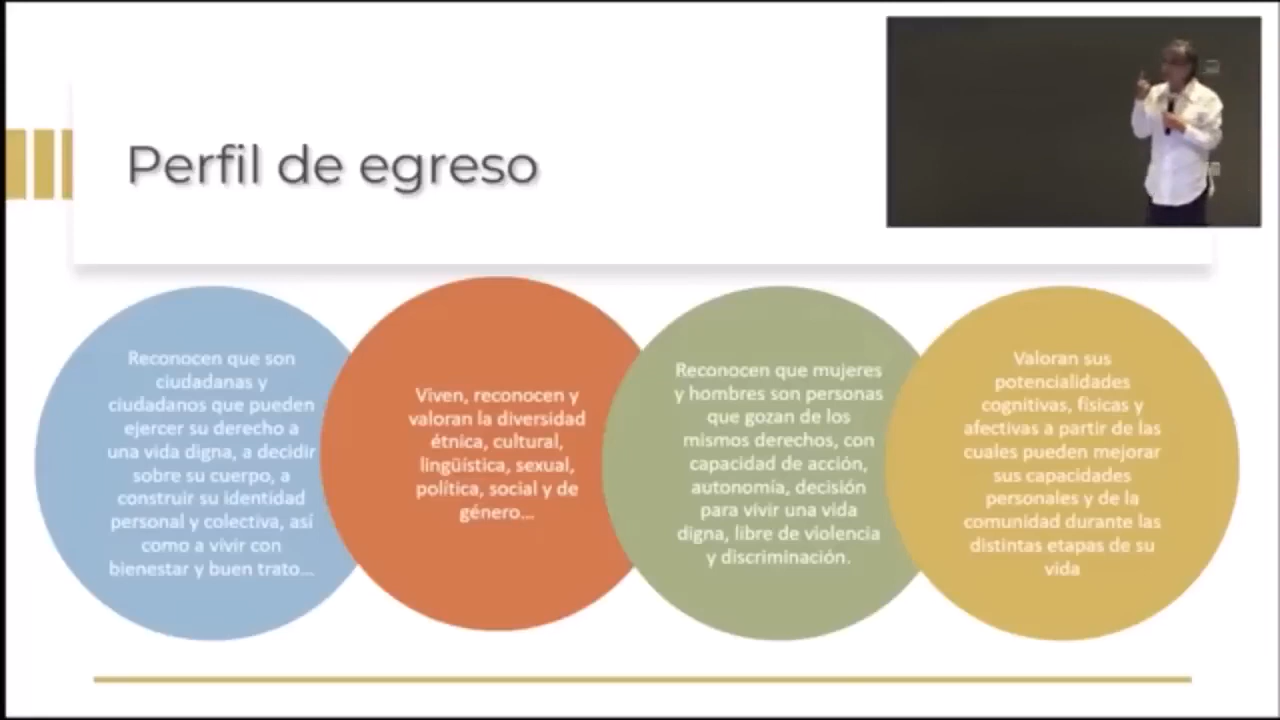 Perfil de egreso
Reconocen que son
ciudadanas y
ciudadanos que pueden
ejercer su derecho a
una vida digna, a decidir
sobre su cuerpo, a
construir su identidad
personal y colectiva, así
como a vivir con
bienestar y buen trato...
Viven, reconocen y
valoran la diversidad
étnica, cultural,
lingüística, sexual,
política, social y de
género...
Reconocen que mujeres
y hombres son personas
que gozan de los
mismos derechos, con
capacidad de acción,
autonomía, decisión
para vivir una vida
digna, libre de violencia
y discriminación.
Valoran sus
potencialidades
cognitivas, físicas y
afectivas a partir de las
cuales pueden mejorar
sus capacidades
personales y de la
comunidad durante las
distintas etapas de su
vida